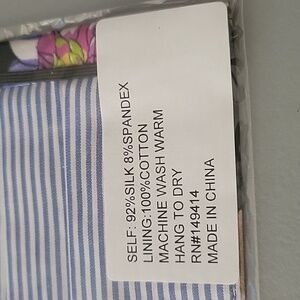 SELF: 92%SILK 8%SPANDEX
LINING:100%COTTON
MACHINE WASH WARM
HANG TO DRY
RN#149414
MADE IN CHINA